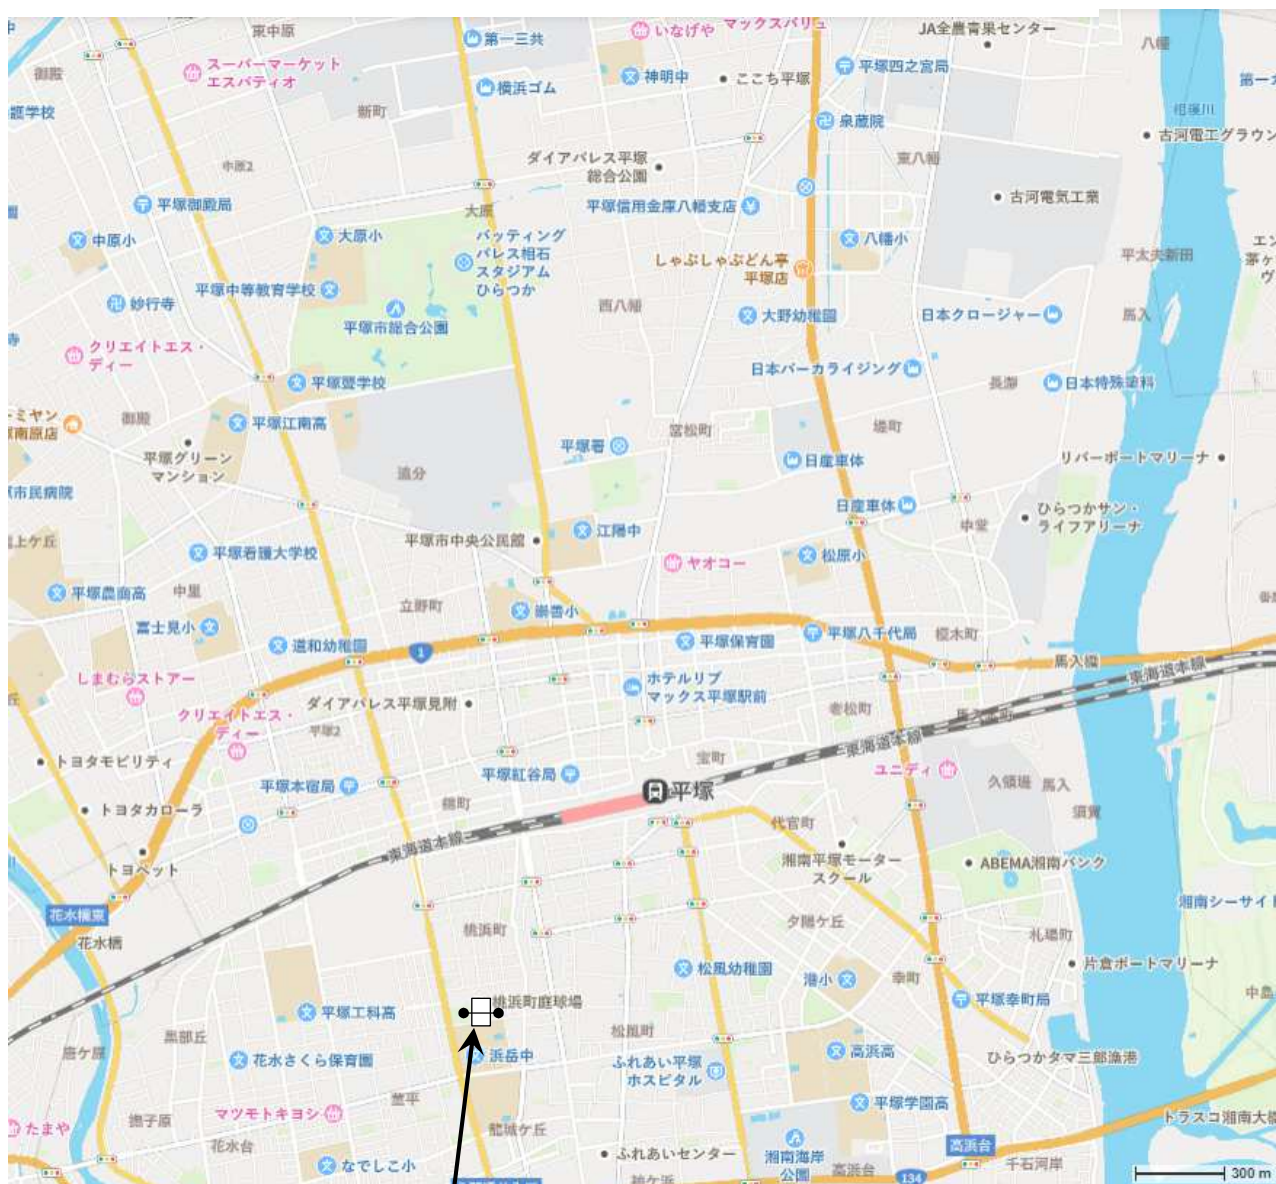 東中原
第一三共
いなげや
マックスバリュ
JA全農青果センター
八幡
御殿
スーパーマーケット
エスパティオ
横浜ゴム
神明中
ここち平塚
平塚四之宮局
新町
泉蔵院
相模川
古河電工グラウン
ダイアパレス平塚
総合公園
東八幡
中原2
平塚御殿局
大原
平塚信用金庫八幡支店
古河電気工業
中原小
大原小
バッティング
パレス相石
スタジアム
ひらつか
八幡小
しゃぶしゃぶどん亭
平塚店
平太夫新田
平塚中等教育学校
妙行寺
平塚市総合公園
西八幡
大野幼稚園
日本クロージャー
馬入
クリエイトエス・
ディー
平塚聾学校
日本パーカライジング
長瀞
日本特殊塗料
御殿
平塚江南高
ミヤン
南原店
平塚グリーン
マンション
追分
平塚署
宮松町
堤町
日産車体
リバーポートマリーナ
市民病院
日産車体
中堂
ひらつかサン・
ライフアリーナ
上ケ丘
平塚看護大学校
平塚市中央公民館
江陽中
ヤオコー
松原小
平塚農商高
中里
立野町
崇善小
富士見小
道和幼稚園
1
平塚保育園
平塚八千代局
榎木町
馬入橋
東海道本線
しまむらストアー
ホテルリブ
マックス平塚駅前
クリエイトエス・
ディー
ダイアパレス平塚見附
平塚2
老松町
東海道本線
宝町
トヨタモビリティ
平塚本宿局
平塚紅谷局
平塚
ユニディ
久領堤
馬入
須賀
トヨタカローラ
錦町
代官町
東海道本線
トヨペット
湘南平塚モーター
スクール
ABEMA湘南バンク
花水橋東
花水橋
桃浜町
夕陽ケ丘
札場町
湘南シーサイド
松風幼稚園
港小
幸町
片倉ボートマリーナ
中島
平塚工科高
桃浜町庭球場
平塚幸町局
黒部丘
松風町
唐ケ原
花水さくら保育園
浜岳中
ふれあい平塚
ホスピタル
高浜高
ひらつかタマ三郎漁港
菫平
平塚学園高
たまや
撫子原
マツモトキヨシ
龍城ケ丘
トラスコ湘南大橋
花水台
なでしこ小
ふれあいセンター
湘南海岸
公園
高浜台
高浜台
千石河岸
袖ケ浜
134
300 m